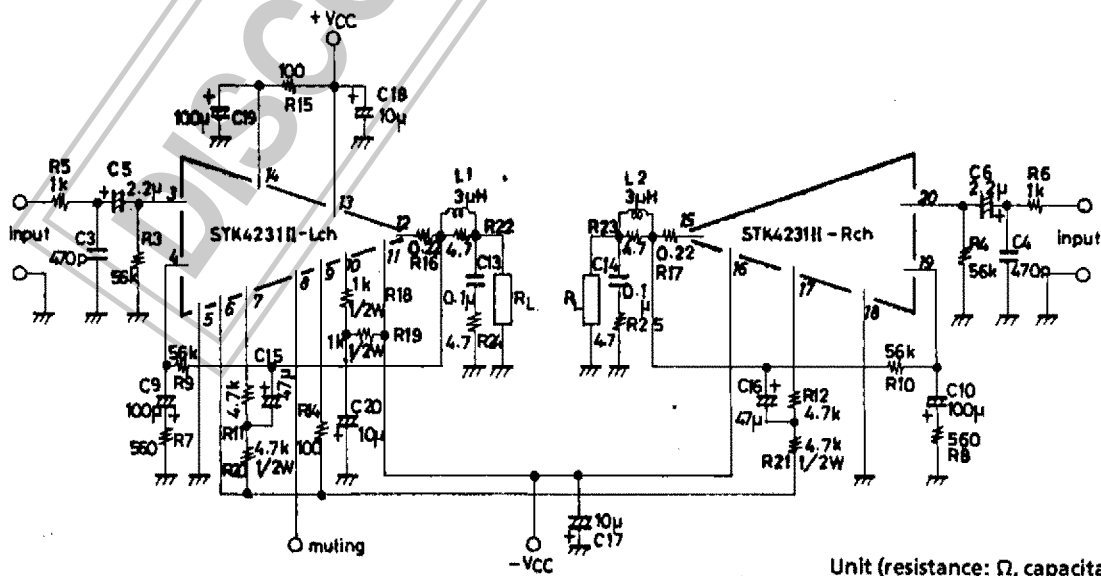 DISC
+VCC
100
R15
100µ
C19
C18
10µ
R5
1k
C5
2.2µ
3
14
13
12
L1
3µH
R22
input
C3
470p
R3
56k
STK4231II-Lch
4
0.22
R16
4.7
C13
0.1µ
R24
4.7
RL
5
6
7
8
9
10
11
1k
1/2W
R18
1k
1/2W
R19
56k
R9
C9
100µ
560
R7
4.7k
R11
C15
47µ
4.7k
R20
1/2W
R14
100
C20
10µ
muting
-VCC
10µ
C17
L2
3µH
R23
4.7
15
0.22
R17
C14
0.1µ
R25
4.7
RL
STK4231II-Rch
16
17
18
19
20
C6
2.2µ
R6
1k
R4
56k
C4
470p
input
56k
R10
C16
47µ
R12
4.7k
4.7k
R21
1/2W
C10
100µ
560
R8
Unit (resistance: Ω, capacita